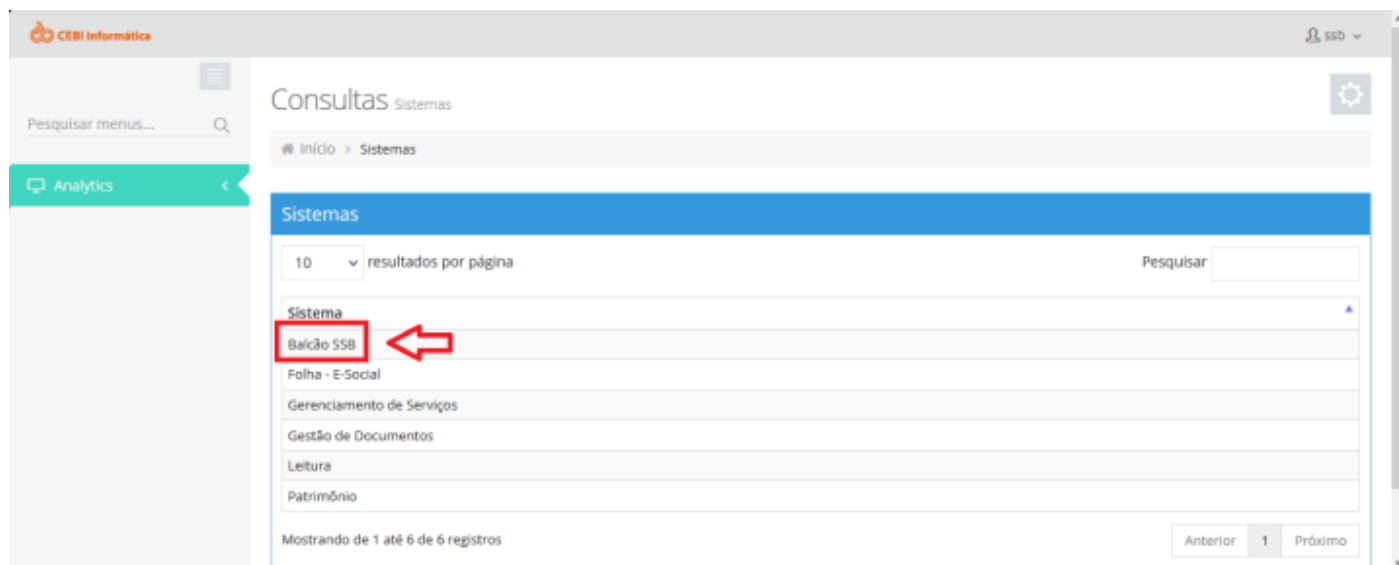 CEBI informática
ssb
Pesquisar menus...
Analytics
Consultas Sistemas
Início > Sistemas
Sistemas
10 resultados por página
Pesquisar
Sistema
Balcão SSB
Folha - E-Social
Gerenciamento de Serviços
Gestão de Documentos
Leitura
Patrimônio
Mostrando de 1 até 6 de 6 registros
Anterior 1 Próximo